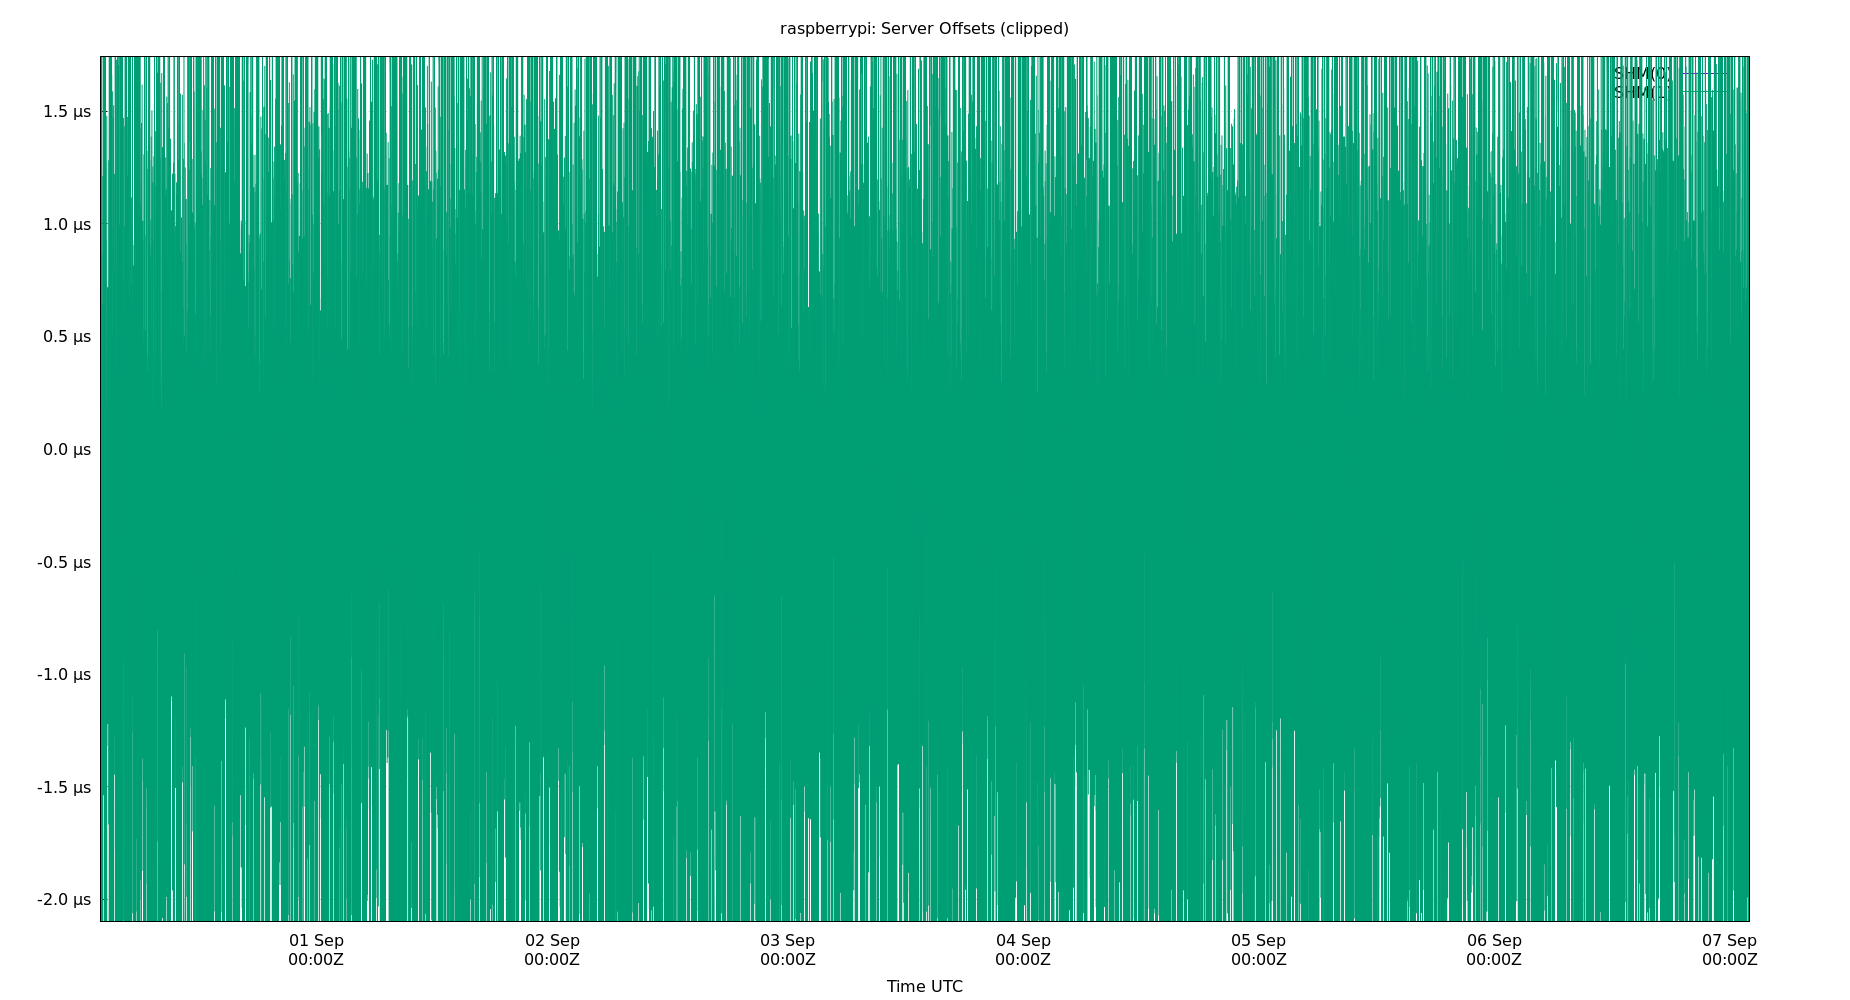 raspberrypi: Server Offsets (clipped)
SHM(0)
SHM(1)
1.5 µs
1.0 µs
0.5 µs
0.0 µs
-0.5 µs
-1.0 µs
-1.5 µs
-2.0 µs
01 Sep 02 Sep 03 Sep 04 Sep 05 Sep 06 Sep 07 Sep
00:00Z 00:00Z 00:00Z 00:00Z 00:00Z 00:00Z 00:00Z
Time UTC